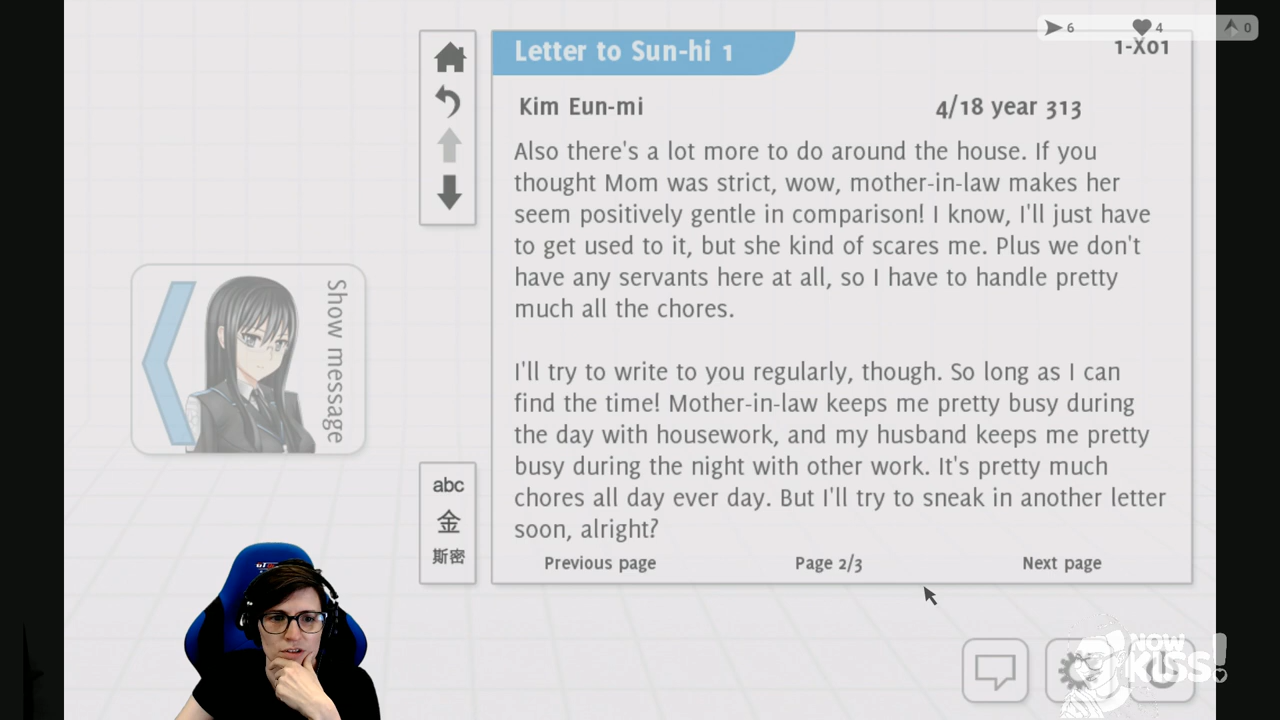 6
4
0
Letter to Sun-hi 1
1-X01
Kim Eun-mi
4/18 year 313
Also there's a lot more to do around the house. If you
thought Mom was strict, wow, mother-in-law makes her
seem positively gentle in comparison! I know, I'll just have
to get used to it, but she kind of scares me. Plus we don't
have any servants here at all, so I have to handle pretty
much all the chores.
I'll try to write to you regularly, though. So long as I can
find the time! Mother-in-law keeps me pretty busy during
the day with housework, and my husband keeps me pretty
busy during the night with other work. It's pretty much
chores all day ever day. But I'll try to sneak in another letter
soon, alright?
Previous page
Page 2/3
Next page
Show message
abc
金
斯密
NOW
KISS!